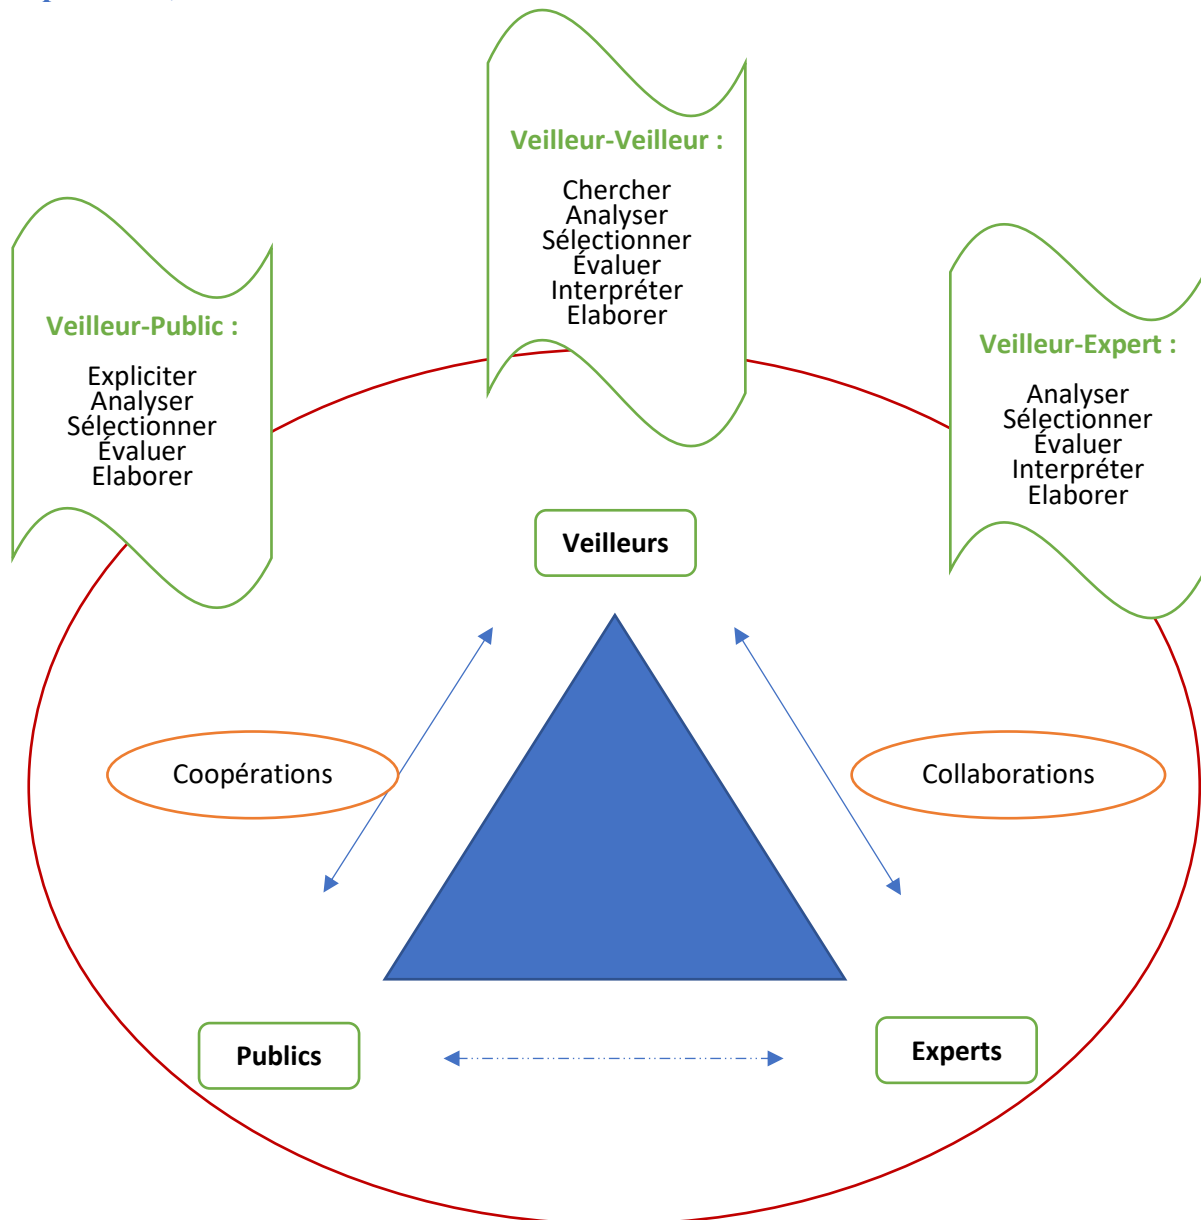 Veilleur-Veilleur :
Chercher
Analyser
Sélectionner
Évaluer
Interpréter
Elaborer
Veilleur-Public :
Expliciter
Analyser
Sélectionner
Évaluer
Elaborer
Veilleur-Expert :
Analyser
Sélectionner
Évaluer
Interpréter
Elaborer
Veilleurs
Coopérations
Collaborations
Publics
Experts